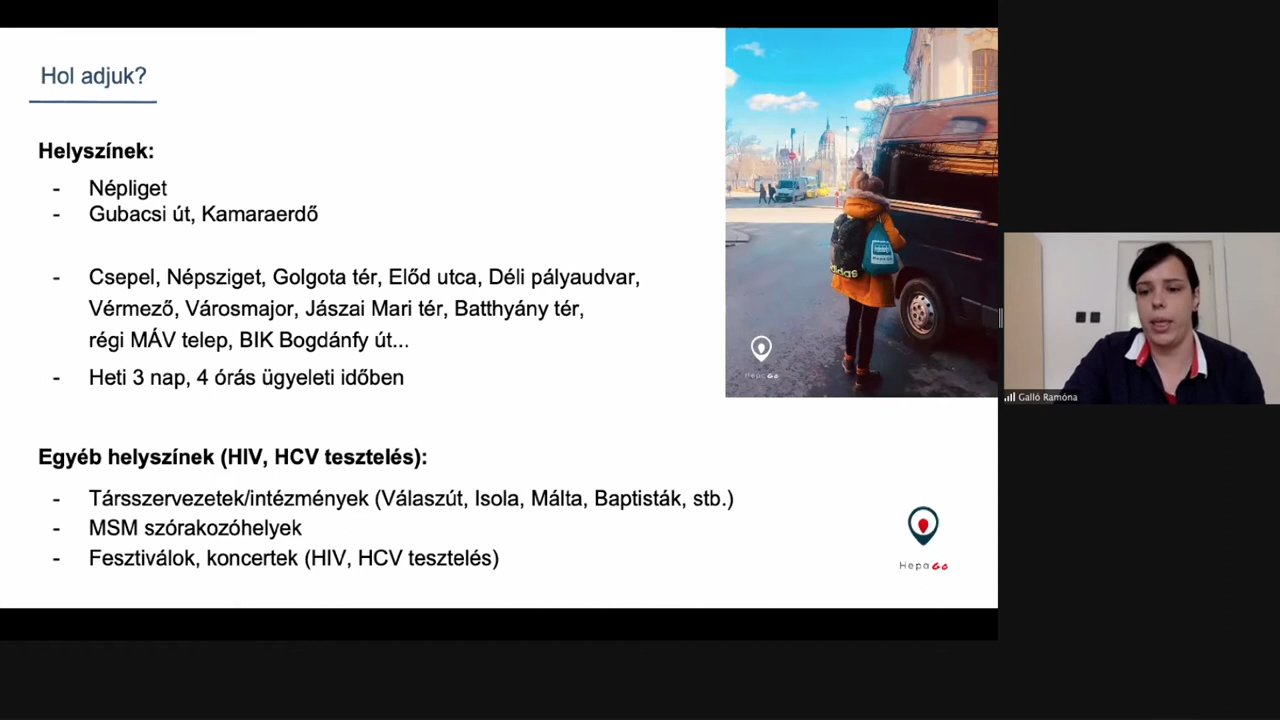 Hol adjuk?
Helyszínek:
- Népliget
- Gubacsi út, Kamaraerdő
- Csepel, Népsziget, Golgota tér, Előd utca, Déli pályaudvar,
Vérmező, Városmajor, Jászai Mari tér, Batthyány tér,
régi MÁV telep, BIK Bogdánfy út...
- Heti 3 nap, 4 órás ügyeleti időben
Egyéb helyszínek (HIV, HCV tesztelés):
- Társszervezetek/intézmények (Válaszút, Isola, Málta, Baptisták, stb.)
- MSM szórakozóhelyek
- Fesztiválok, koncertek (HIV, HCV tesztelés)
adidas
HepaGo
HepaGo
Galló Ramóna